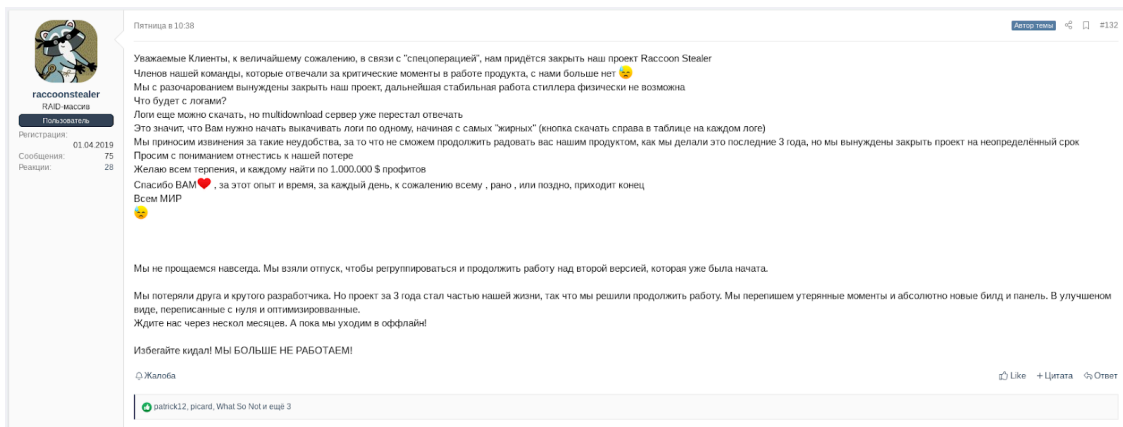 Пятница в 10:38
Автор темы
#132
raccoonstealer
RAID-массив
Пользователь
Регистрация:
01.04.2019
Сообщения: 75
Реакции: 28
Уважаемые Клиенты, к величайшему сожалению, в связи с "спецоперацией", нам придётся закрыть наш проект Raccoon Stealer
Членов нашей команды, которые отвечали за критические моменты в работе продукта, с нами больше нет 😓
Мы с разочарованием вынуждены закрыть наш проект, дальнейшая стабильная работа стиллера физически не возможна
Что будет с логами?
Логи еще можно скачать, но multidownload сервер уже перестал отвечать
Это значит, что Вам нужно начать выкачивать логи по одному, начиная с самых "жирных" (кнопка скачать справа в таблице на каждом логе)
Мы приносим извинения за такие неудобства, за то что не сможем продолжить радовать вас нашим продуктом, как мы делали это последние 3 года, но мы вынуждены закрыть проект на неопределённый срок
Просим с пониманием отнестись к нашей потере
Желаю всем терпения, и каждому найти по 1.000.000 $ профитов
Спасибо ВАМ❤ , за этот опыт и время, за каждый день, к сожалению всему , рано , или поздно, приходит конец
Всем МИР
😓
Мы не прощаемся навсегда. Мы взяли отпуск, чтобы регруппироваться и продолжить работу над второй версией, которая уже была начата.
Мы потеряли друга и крутого разработчика. Но проект за 3 года стал частью нашей жизни, так что мы решили продолжить работу. Мы перепишем утерянные моменты и абсолютно новые билд и панель. В улучшеном
виде, переписанные с нуля и оптимизировванные.
Ждите нас через нескол месяцев. А пока мы уходим в оффлайн!
Избегайте кидал! МЫ БОЛЬШЕ НЕ РАБОТАЕМ!
Жалоба
Like
+ Цитата
Ответ
patrick12, picard, What So Not и ещё 3